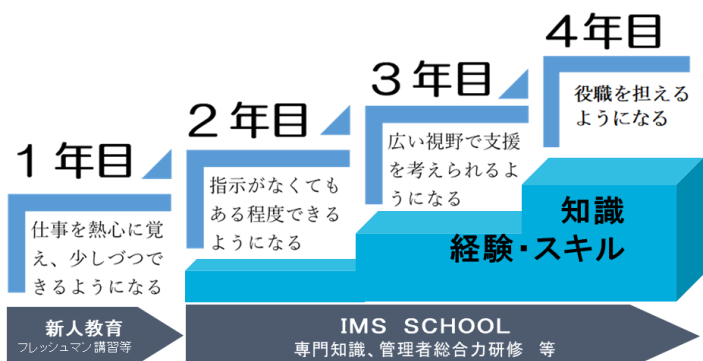 1年目
仕事を熱心に覚
え、少しづつで
きるようになる
2年目
指示がなくても
ある程度できる
ようになる
3年目
広い視野で支援
を考えられるよ
うになる
4年目
役職を担える
ようになる
知識
経験・スキル
新人教育
フレッシュマン講習等
IMS SCHOOL
専門知識、管理者総合力研修 等